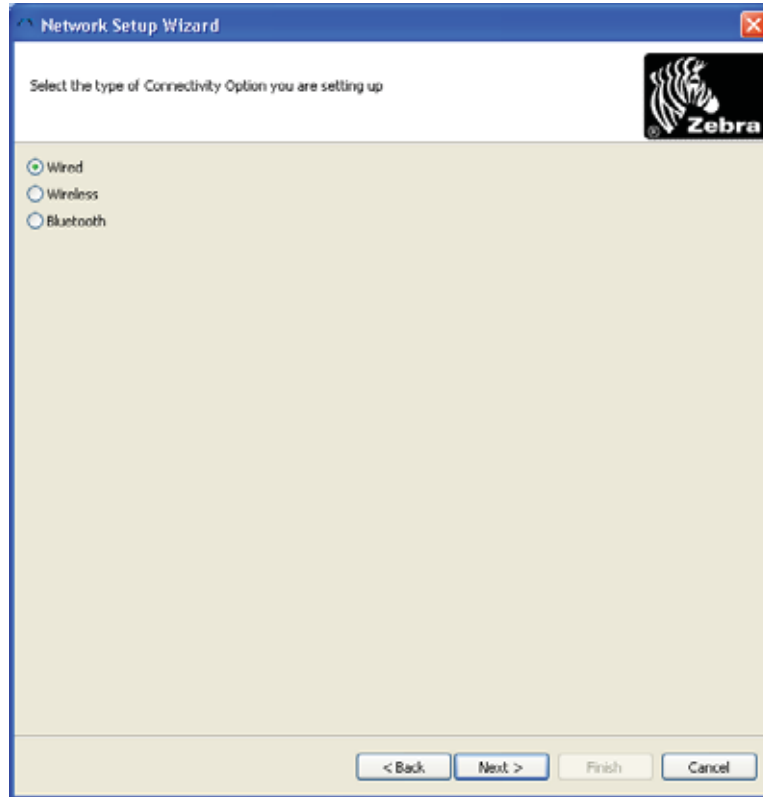 Network Setup Wizard
Select the type of Connectivity Option you are setting up
® Zebra
Wired
Wireless
Bluetooth
< Back Next > Finish Cancel